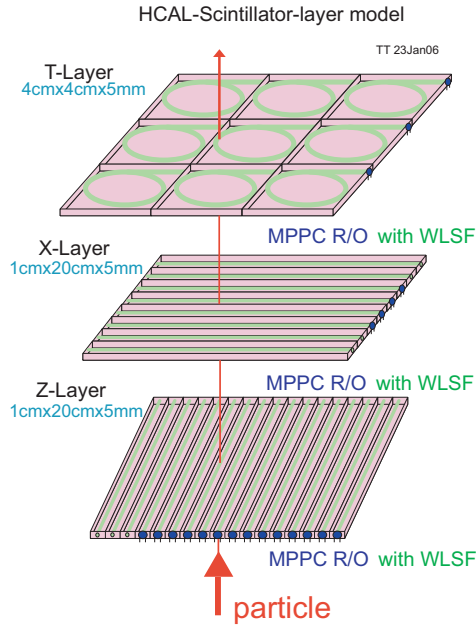 HCAL-Scintillator-layer model
TT 23Jan06
T-Layer
4cmx4cmx5mm
MPPC R/O with WLSF
X-Layer
1cmx20cmx5mm
MPPC R/O with WLSF
Z-Layer
1cmx20cmx5mm
MPPC R/O with WLSF
particle